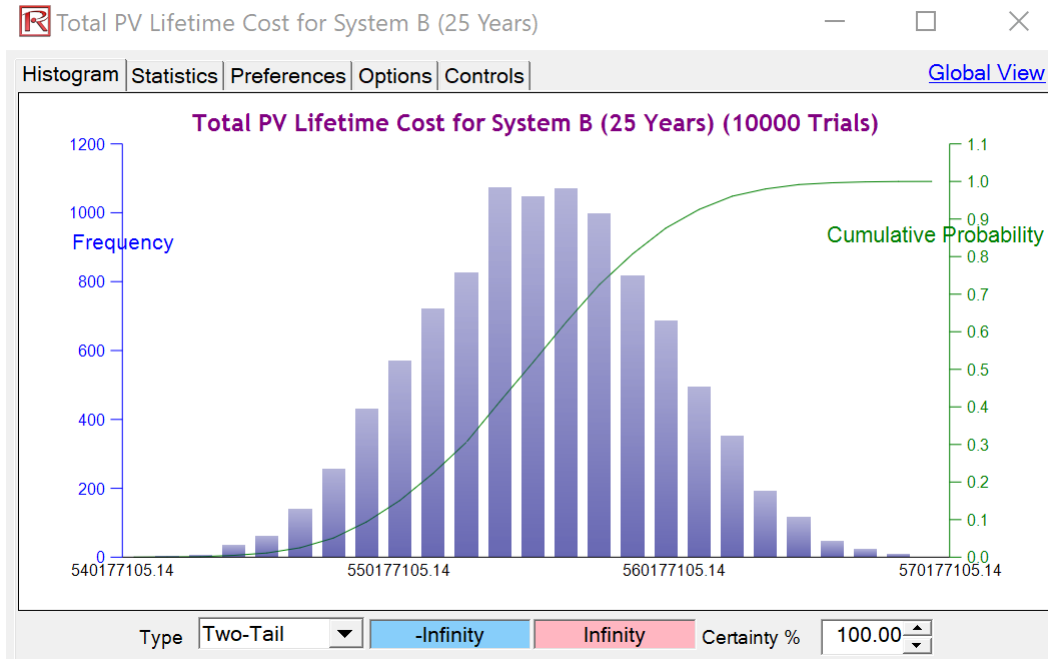 R Total PV Lifetime Cost for System B (25 Years)
Histogram Statistics Preferences Options Controls Global View
Total PV Lifetime Cost for System B (25 Years) (10000 Trials)
1200 1.1
1.0
1000 0.9
Frequency Cumulative Probability
800 0.8
0.7
600 0.6
0.5
400 0.4
0.3
200 0.2
0.1
0 0.0
540177105.14 550177105.14 560177105.14 570177105.14
Type Two-Tail -Infinity Infinity Certainty % 100.00